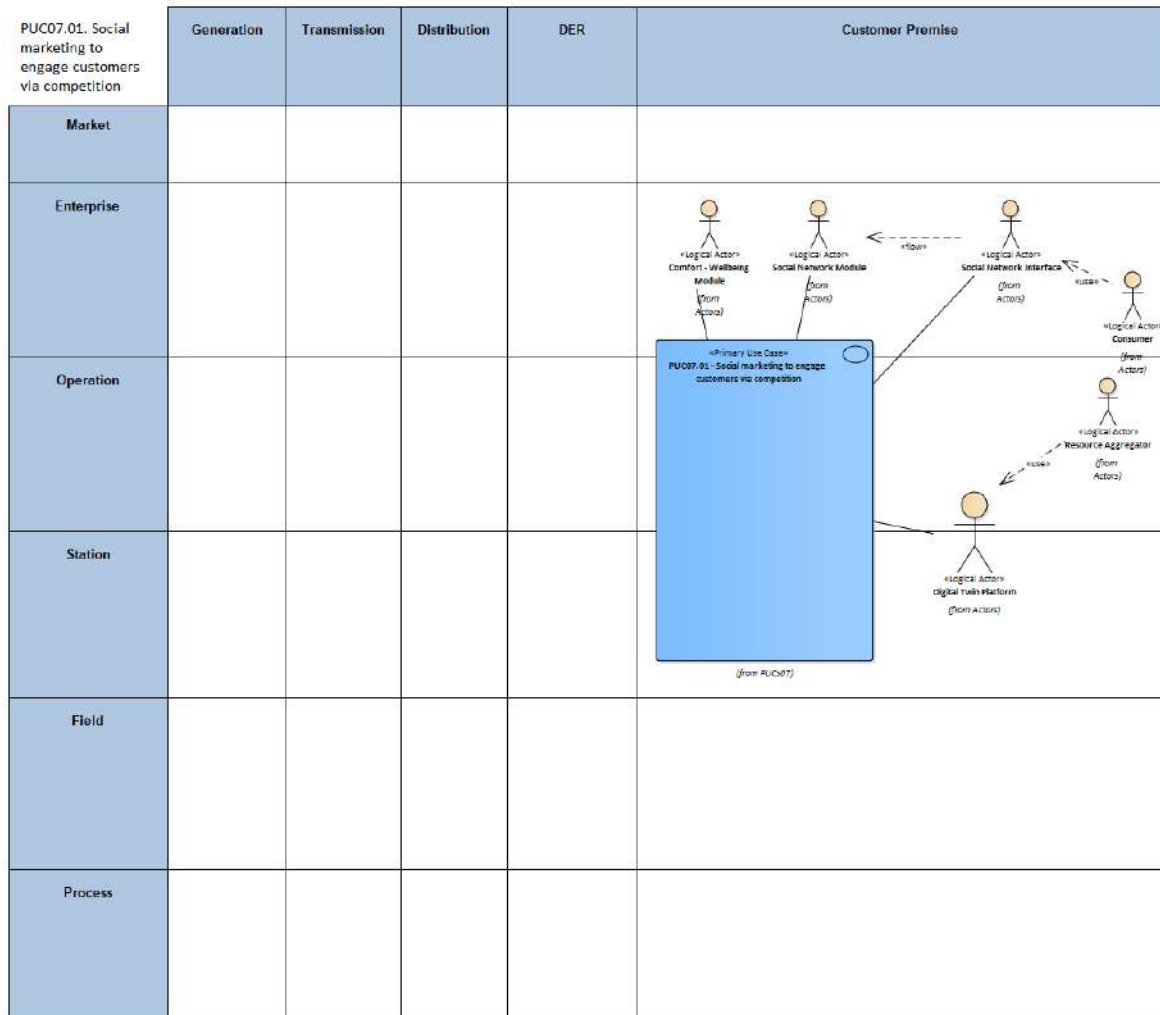 PUC07.01. Social
marketing to
engage customers
via competition
Generation
Transmission
Distribution
DER
Customer Premise
Market
Enterprise
«Logical Actor»
Comfort - Wellbeing
Module
(from
Actors)
«Logical Actor»
Social Network Module
(from
Actors)
«flow»
«Logical Actor»
Social Network Interface
(from
Actors)
«use»
«Logical Actor»
Consumer
(from
Actors)
Operation
«Primary Use Case»
PUC07.01 - Social marketing to engage
customers via competition
«Logical Actor»
Resource Aggregator
(from
Actors)
«use»
Station
«Logical Actor»
Digital Twin Platform
(from Actors)
(from PUCs07)
Field
Process